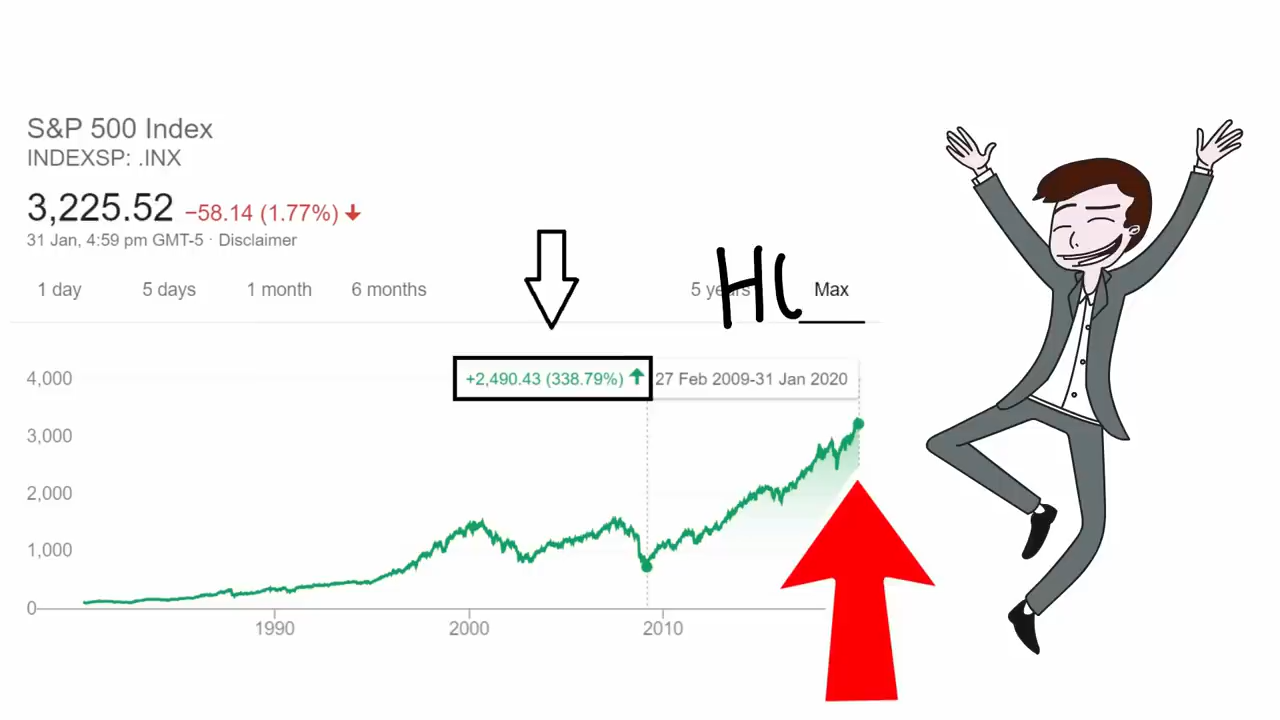 S&P 500 Index
INDEXSP: .INX
3,225.52 −58.14 (1.77%)
31 Jan, 4:59 pm GMT-5 · Disclaimer
1 day 5 days 1 month 6 months 5 years Max
+2,490.43 (338.79%) 27 Feb 2009-31 Jan 2020
4,000
3,000
2,000
1,000
0
1990 2000 2010